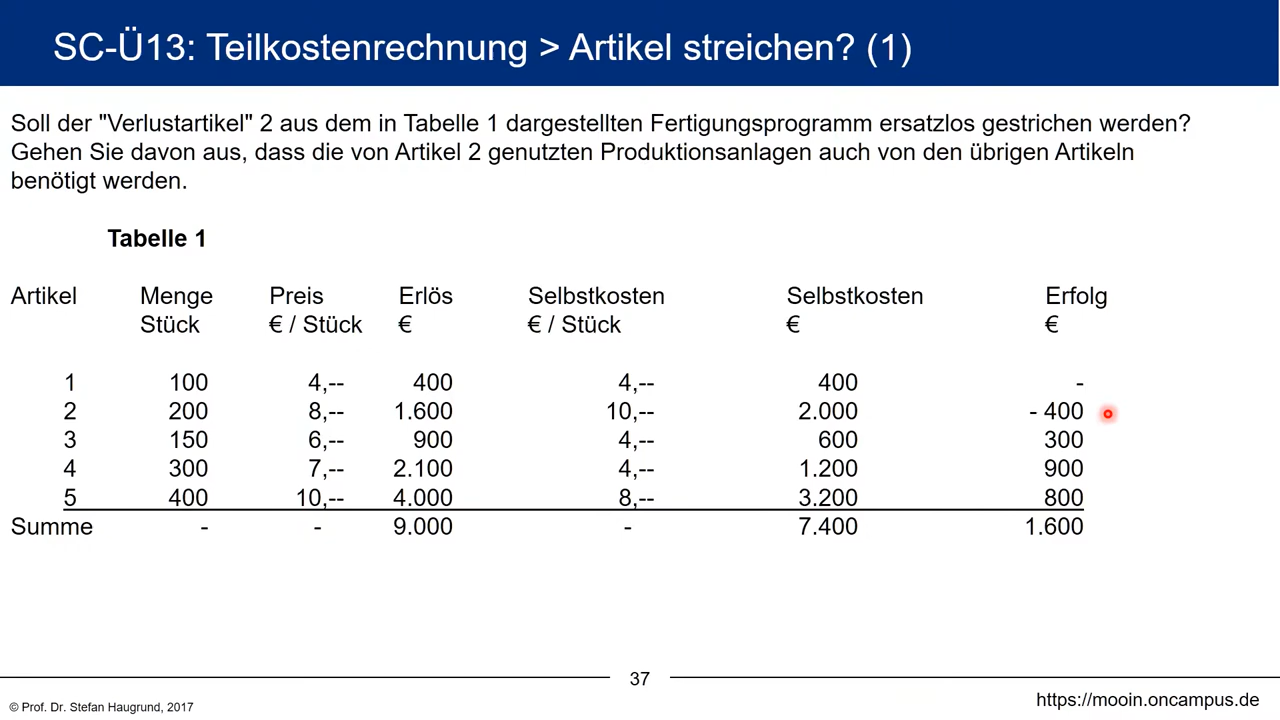 SC-Ü13: Teilkostenrechnung > Artikel streichen? (1)
Soll der "Verlustartikel" 2 aus dem in Tabelle 1 dargestellten Fertigungsprogramm ersatzlos gestrichen werden?
Gehen Sie davon aus, dass die von Artikel 2 genutzten Produktionsanlagen auch von den übrigen Artikeln
benötigt werden.
Tabelle 1
Artikel Menge Preis Erlös Selbstkosten Selbstkosten Erfolg
Stück € / Stück € € / Stück € €
1 100 4,-- 400 4,-- 400 -
2 200 8,-- 1.600 10,-- 2.000 - 400
3 150 6,-- 900 4,-- 600 300
4 300 7,-- 2.100 4,-- 1.200 900
5 400 10,-- 4.000 8,-- 3.200 800
Summe - - 9.000 - 7.400 1.600
37
© Prof. Dr. Stefan Haugrund, 2017
https://mooin.oncampus.de